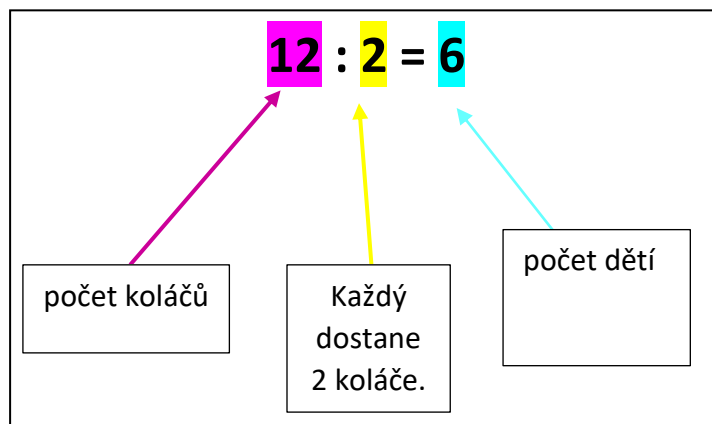 12 : 2 = 6
počet koláčů
Každý
dostane
2 koláče.
počet dětí